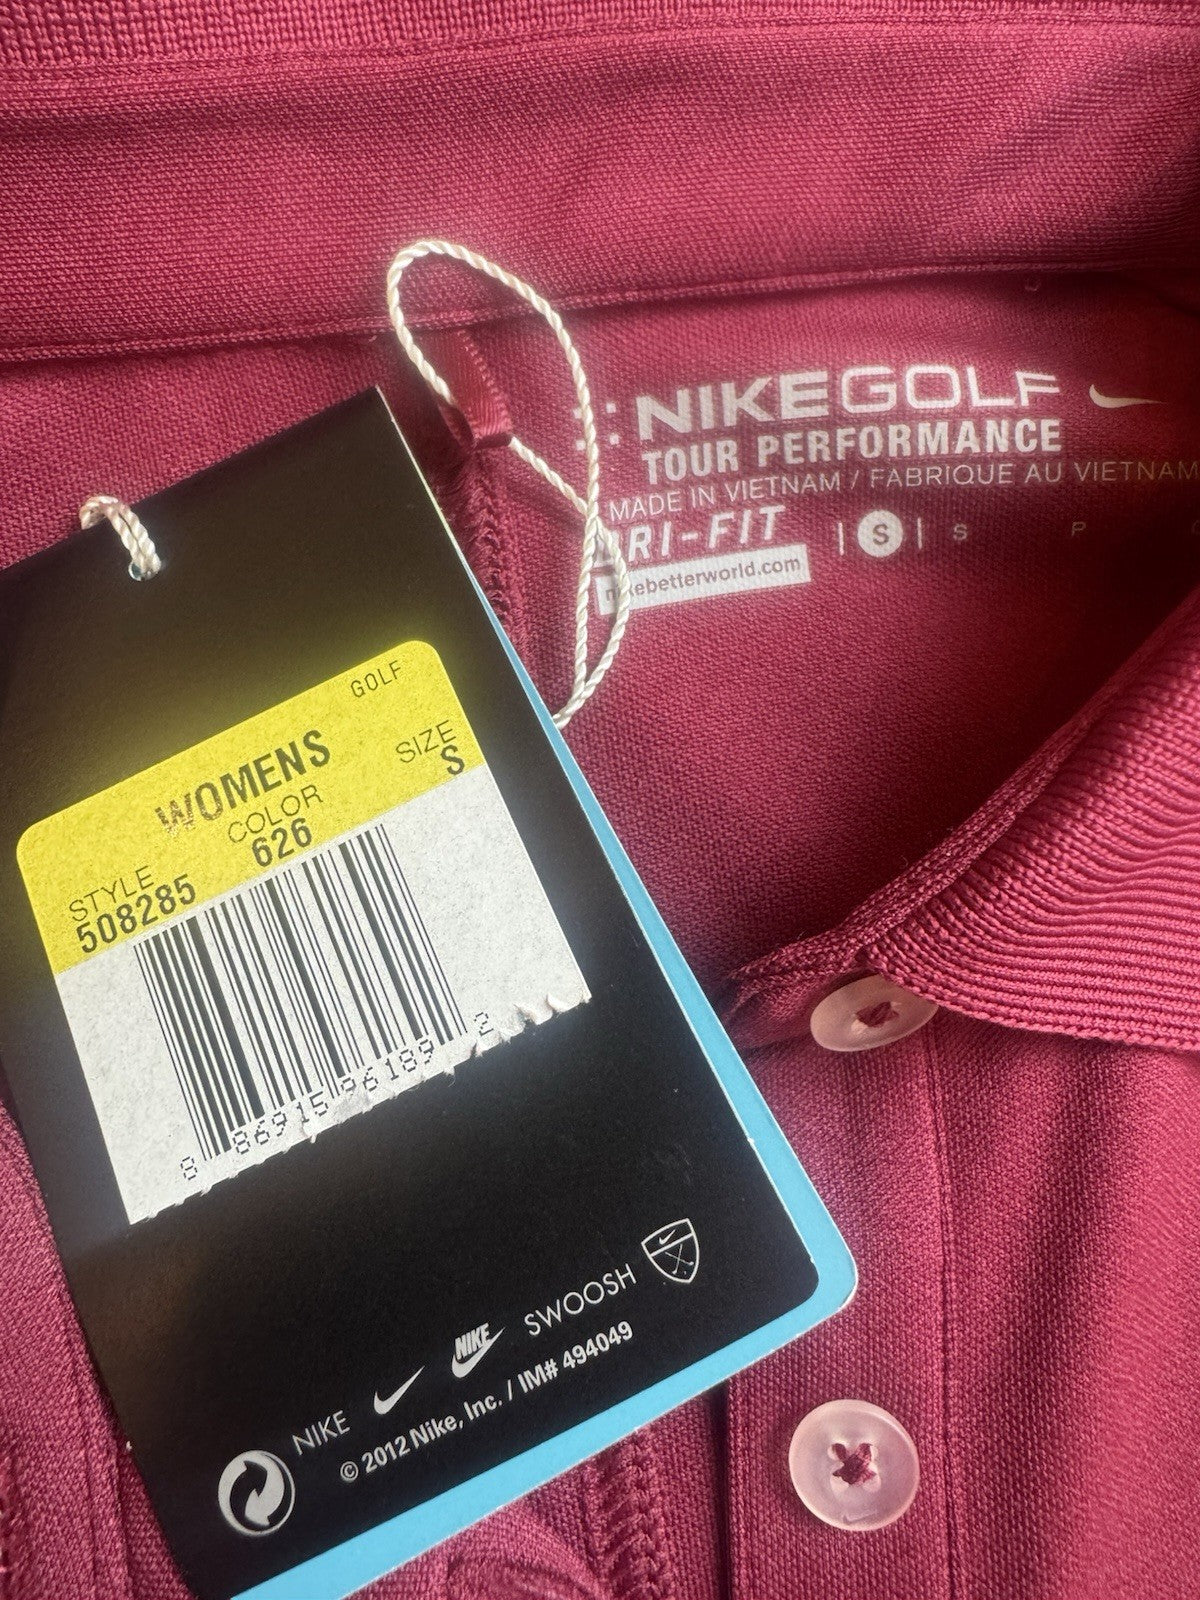 NIKEGOLF
TOUR PERFORMANCE
MADE IN VIETNAM / FABRIQUE AU VIETNAM
DRI-FIT | S | S P
nikebetterworld.com
GOLF
WOMENS
SIZE
S
COLOR
626
STYLE
508285
8 86915 96189 2
NIKE NIKE SWOOSH
© 2012 Nike, Inc. / IM# 494049